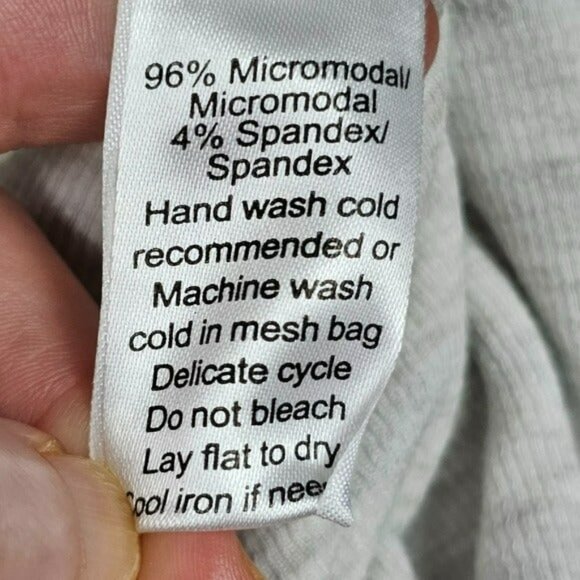 96% Micromodal/
Micromodal
4% Spandex/
Spandex
Hand wash cold
recommended or
Machine wash
cold in mesh bag
Delicate cycle
Do not bleach
Lay flat to dry
iron if